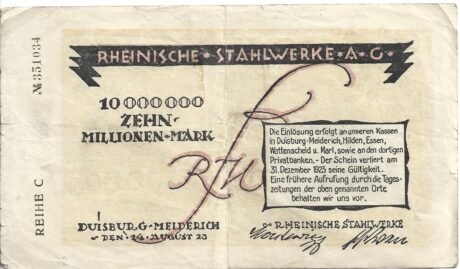 RHEINISCHE·STAHLWERKE·A·G·
№351034
REIHE C
10 000 000
ZEHN
MILLIONEN-MARK
RSTW
Die Einlösung erfolgt an unseren Kassen
in Duisburg-Meiderich, Hilden, Essen,
Wattenscheid u. Marl, sowie an den dortigen
Privatbanken.- Der Schein verliert am
31. Dezember 1923 seine Gültigkeit.
Eine frühere Aufrufung durch die Tages-
zeitungen der oben genannten Orte
behalten wir uns vor.
DUISBURG-MEIDERICH
DEN 14. AUGUST 23
RHEINISCHE STAHLWERKE